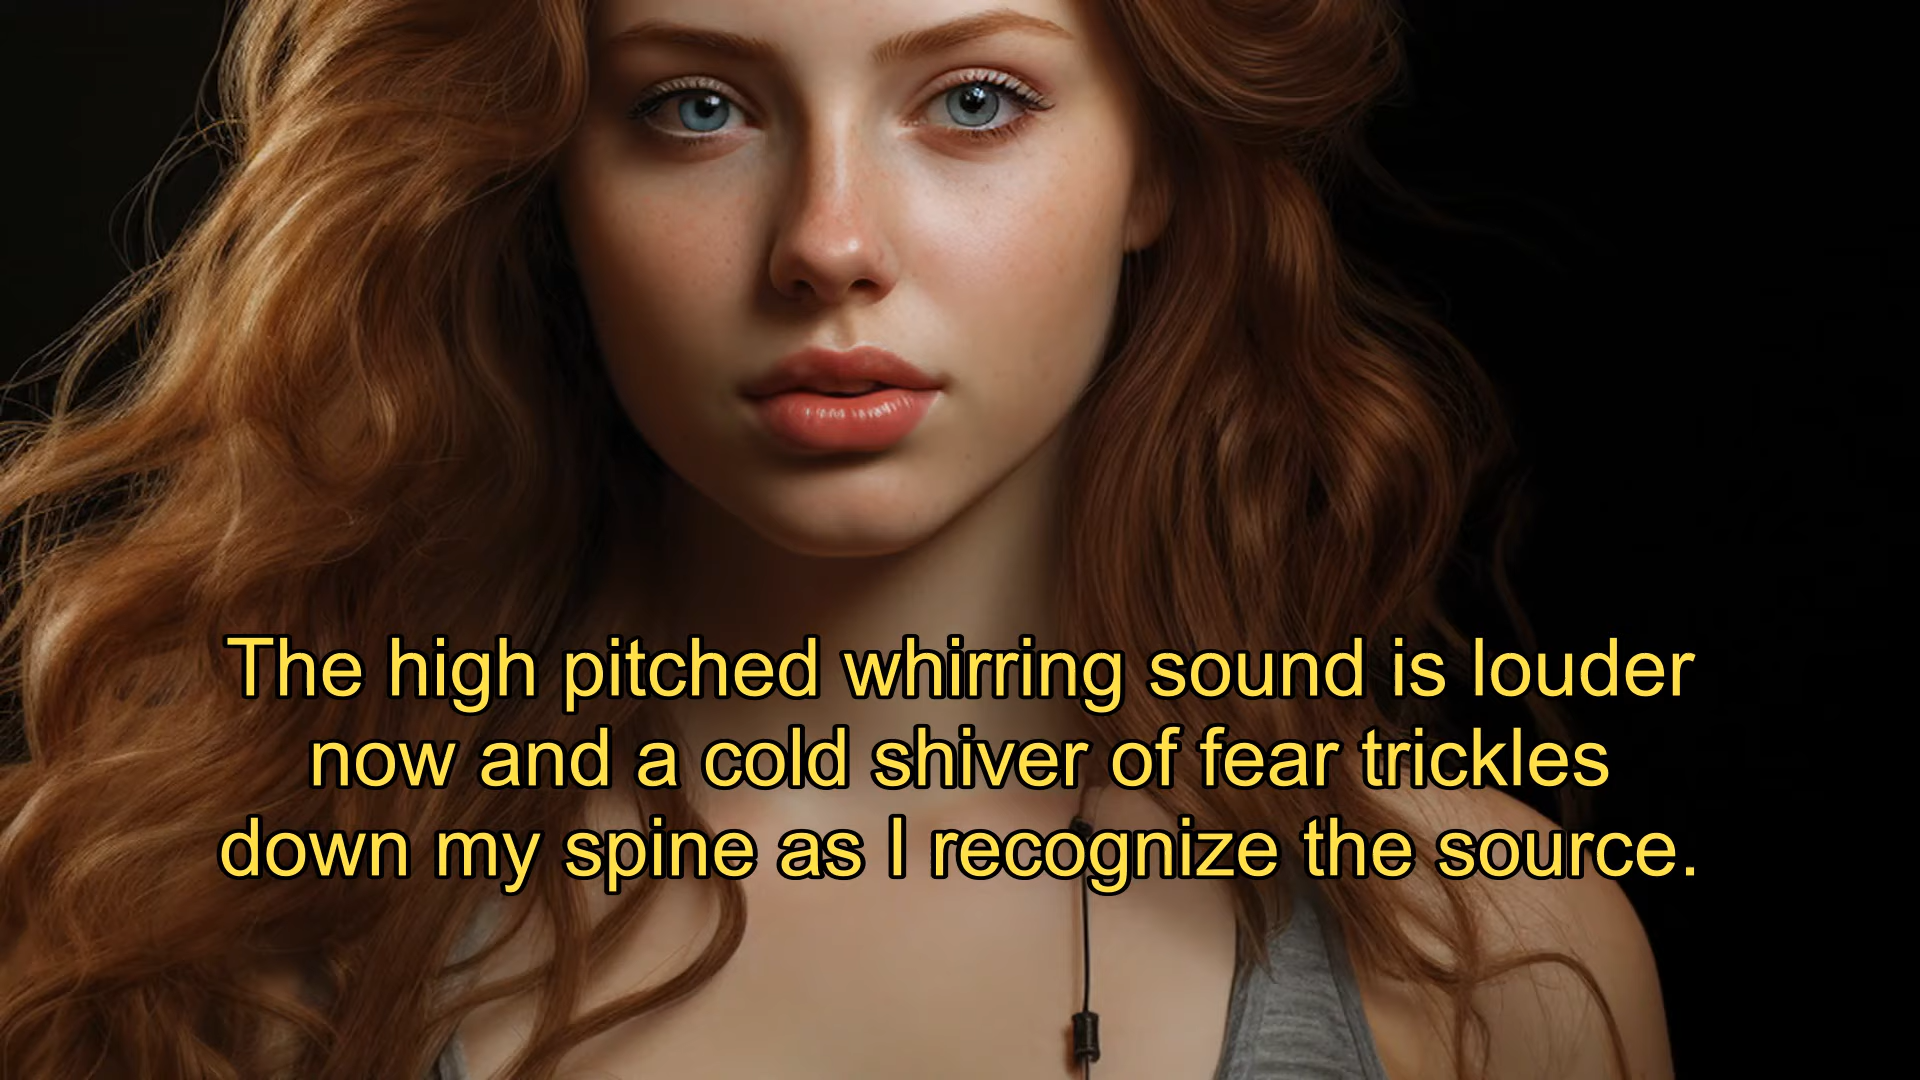 The high pitched whirring sound is louder
now and a cold shiver of fear trickles
down my spine as I recognize the source.